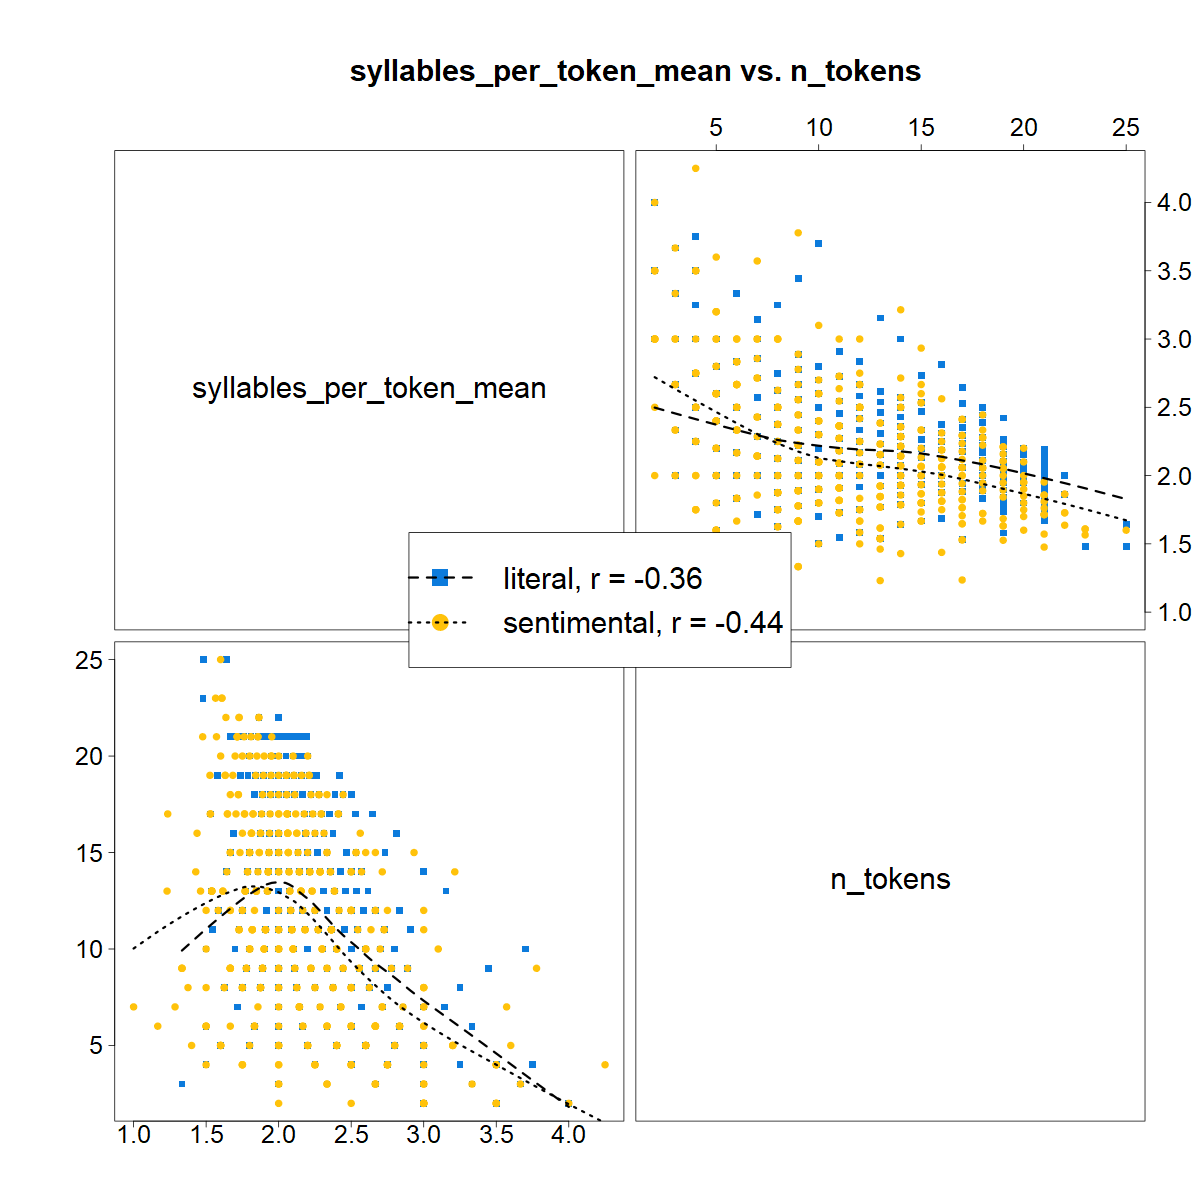 syllables_per_token_mean vs. n_tokens
5 10 15 20 25
syllables_per_token_mean
4.0
3.5
3.0
2.5
2.0
1.5
1.0
literal, r = -0.36
sentimental, r = -0.44
25
20
15
10
5
n_tokens
1.0 1.5 2.0 2.5 3.0 3.5 4.0